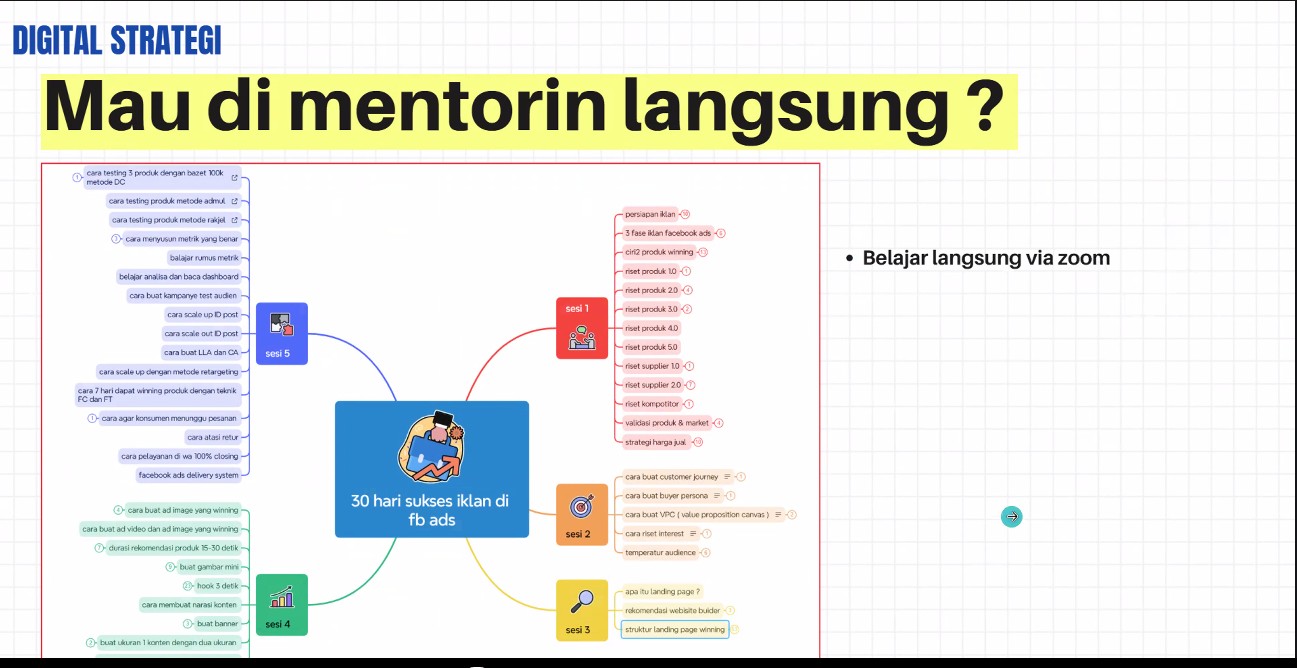 DIGITAL STRATEGI
Mau di mentorin langsung ?
cara testing 3 produk dengan bazet 100k
metode DC
cara testing produk metode admul
cara testing produk metode rakjel
cara menyusun metrik yang benar
balajar rumus metrik
belajar analisa dan baca dashboard
cara buat kampanye test audien
cara scale up ID post
cara scale out ID post
cara buat LLA dan CA
cara scale up dengan metode retargeting
cara 7 hari dapat winning produk dengan teknik
FC dan FT
cara agar konsumen menunggu pesanan
cara atasi retur
cara pelayanan di wa 100% closing
facebook ads delivery system
sesi 5
cara buat ad image yang winning
cara buat ad video dan ad image yang winning
durasi rekomendasi produk 15-30 detik
buat gambar mini
hook 3 detik
cara membuat narasi konten
buat banner
buat ukuran 1 konten dengan dua ukuran
sesi 4
30 hari sukses iklan di
fb ads
sesi 1
persiapan iklan
3 fase iklan facebook ads
ciri2 produk winning
riset produk 1.0
riset produk 2.0
riset produk 3.0
riset produk 4.0
riset produk 5.0
riset supplier 1.0
riset supplier 2.0
riset kompotitor
validasi produk & market
strategi harga jual
sesi 2
cara buat customer journey
cara buat buyer persona
cara buat VPC ( value proposition canvas )
cara riset interest
temperatur audience
sesi 3
apa itu landing page ?
rekomendasi webisite buider
struktur landing page winning
• Belajar langsung via zoom